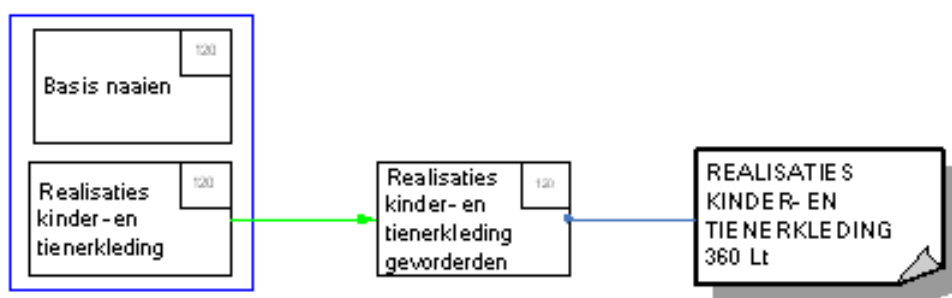 120
Basis naaien
120
Realisaties
kinder-en
tienerkleding
120
Realisaties
kinder- en
tienerkleding
gevorderden
REALISATIES
KINDER- EN
TIENERKLEDING
360 Lt